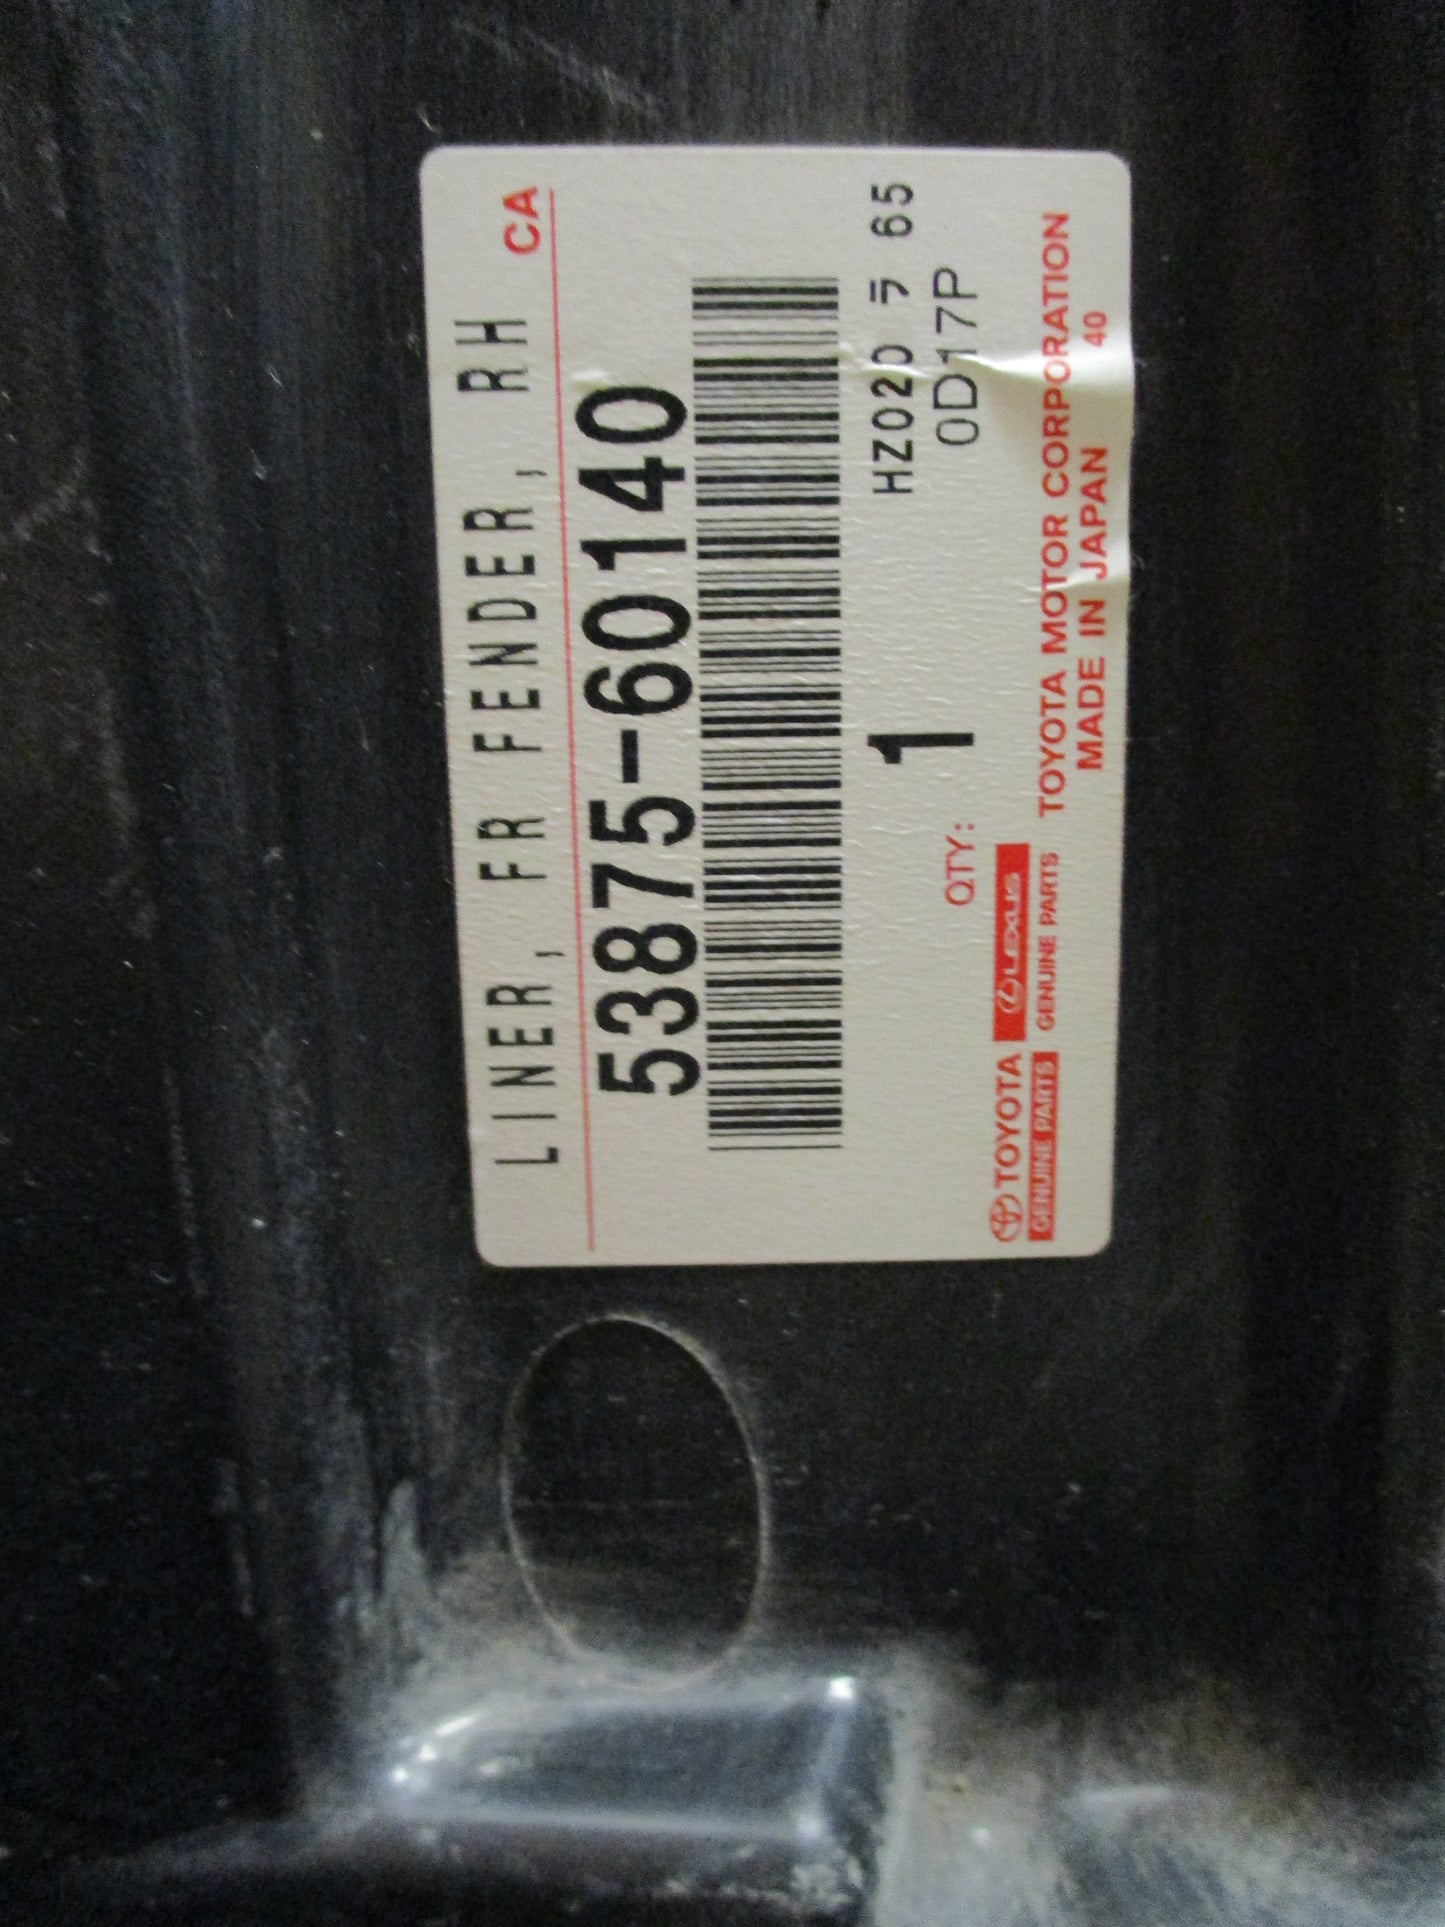 LINER, FR FENDER, RH
CA
53875-60140
HZ020 ラ 65
0D17P
QTY: 1
TOYOTA
GENUINE PARTS
LEXUS
GENUINE PARTS
TOYOTA MOTOR CORPORATION
MADE IN JAPAN 40